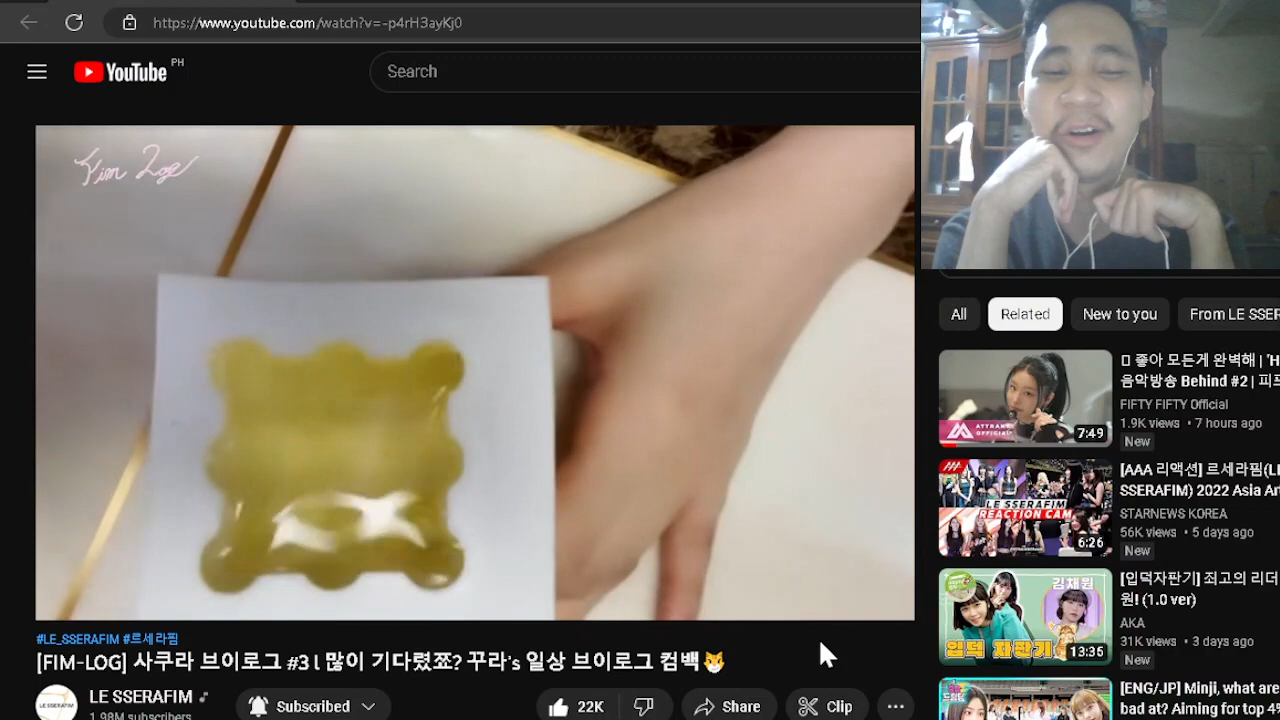 https://www.youtube.com/watch?v=-p4rH3ayKj0
YouTube PH
Search
Fim Log
#LE_SSERAFIM #르세라핌
[FIM-LOG] 사쿠라 브이로그 #3 l 많이 기다렸쬬? 꾸라's 일상 브이로그 컴백🐯
LE SSERAFIM
LE SSERAFIM
1.98M subscribers
Subscribed
22K
Share
Clip
All
Related
New to you
From LE SSER
좋아 모든게 완벽해 | 'H
음악방송 Behind #2 | 피프
FIFTY FIFTY Official
1.9K views • 7 hours ago
New
ATTRAKT
OFFICIAL
7:49
[AAA 리액션] 르세라핌(LE
SSERAFIM) 2022 Asia Ar
STARNEWS KOREA
56K views • 5 days ago
New
LE SSERAFIM
REACTION CAM
6:26
[입덕자판기] 죄고의 리더
원! (1.0 ver)
AKA
31K views • 3 days ago
New
김채원
입덕 자판기
13:35
[ENG/JP] Minji, what are
bad at? Aiming for top 4%